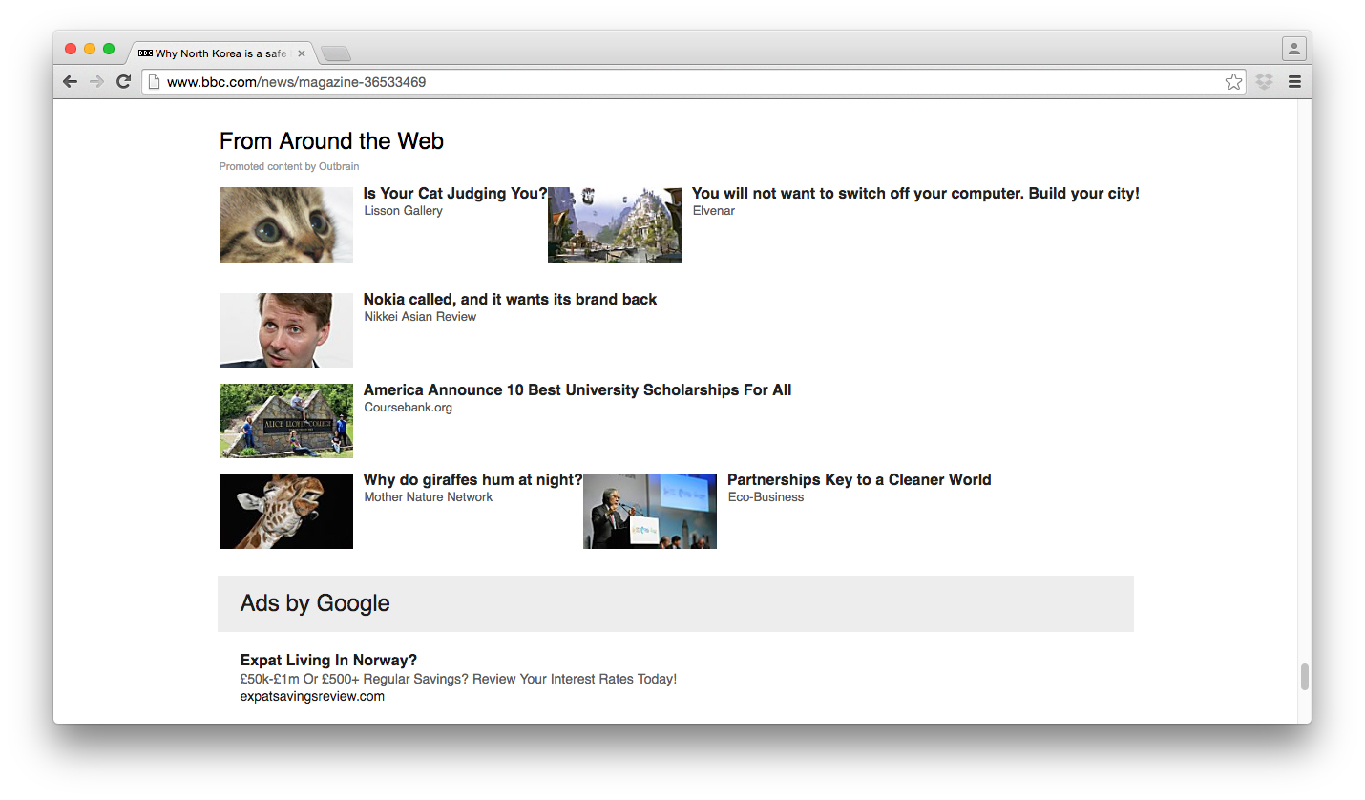 BBC Why North Korea is a safe
www.bbc.com/news/magazine-36533469
From Around the Web
Promoted content by Outbrain
Is Your Cat Judging You?
Lisson Gallery
You will not want to switch off your computer. Build your city!
Elvenar
Nokia called, and it wants its brand back
Nikkei Asian Review
America Announce 10 Best University Scholarships For All
Coursebank.org
ALICE LLOYD COLLEGE
Why do giraffes hum at night?
Mother Nature Network
Partnerships Key to a Cleaner World
Eco-Business
Ads by Google
Expat Living In Norway?
£50k-£1m Or £500+ Regular Savings? Review Your Interest Rates Today!
expatsavingsreview.com